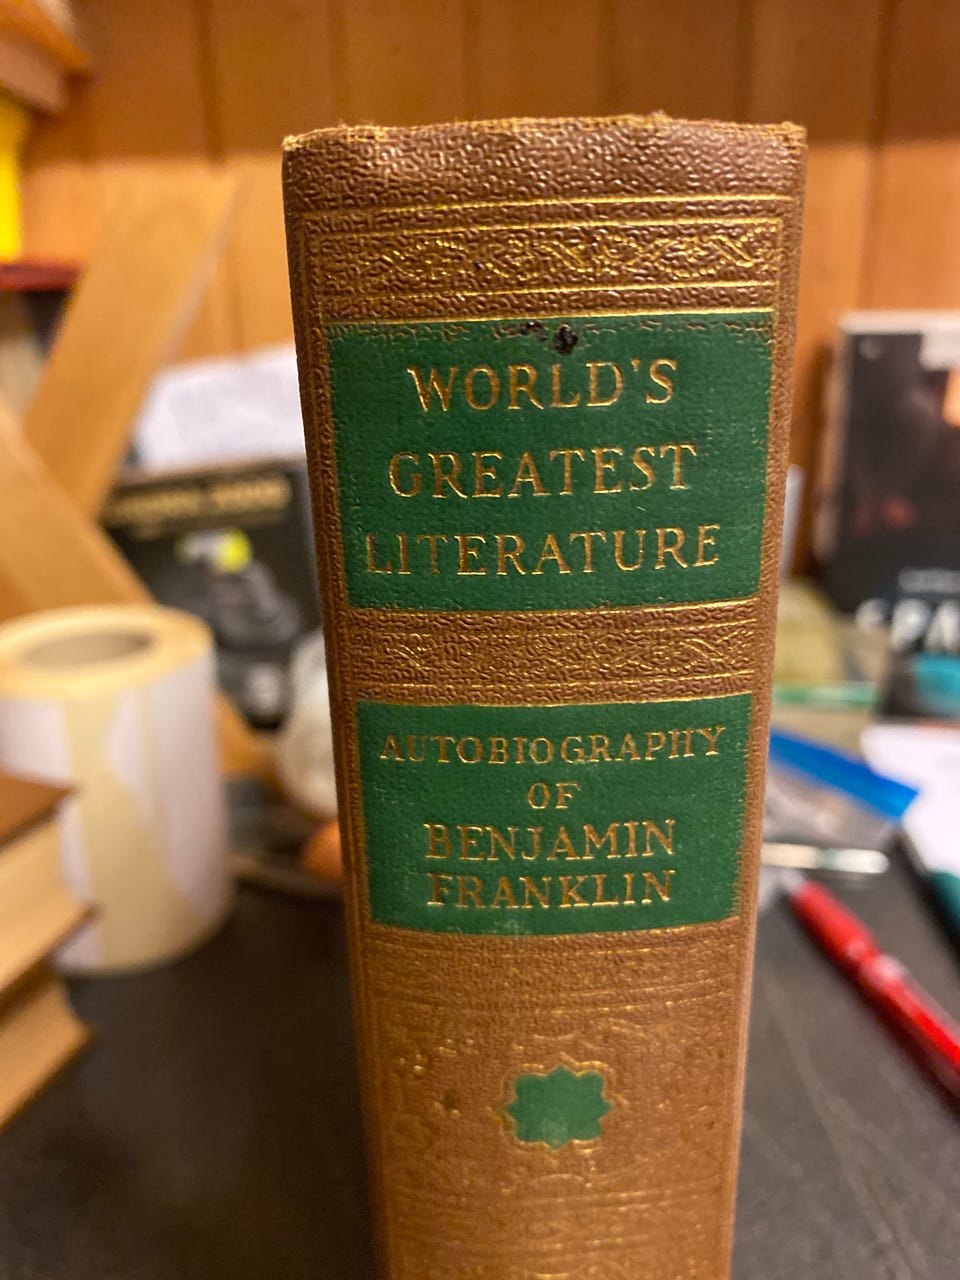 WORLD'S
GREATEST
LITERATURE
AUTOBIOGRAPHY
OF
BENJAMIN
FRANKLIN